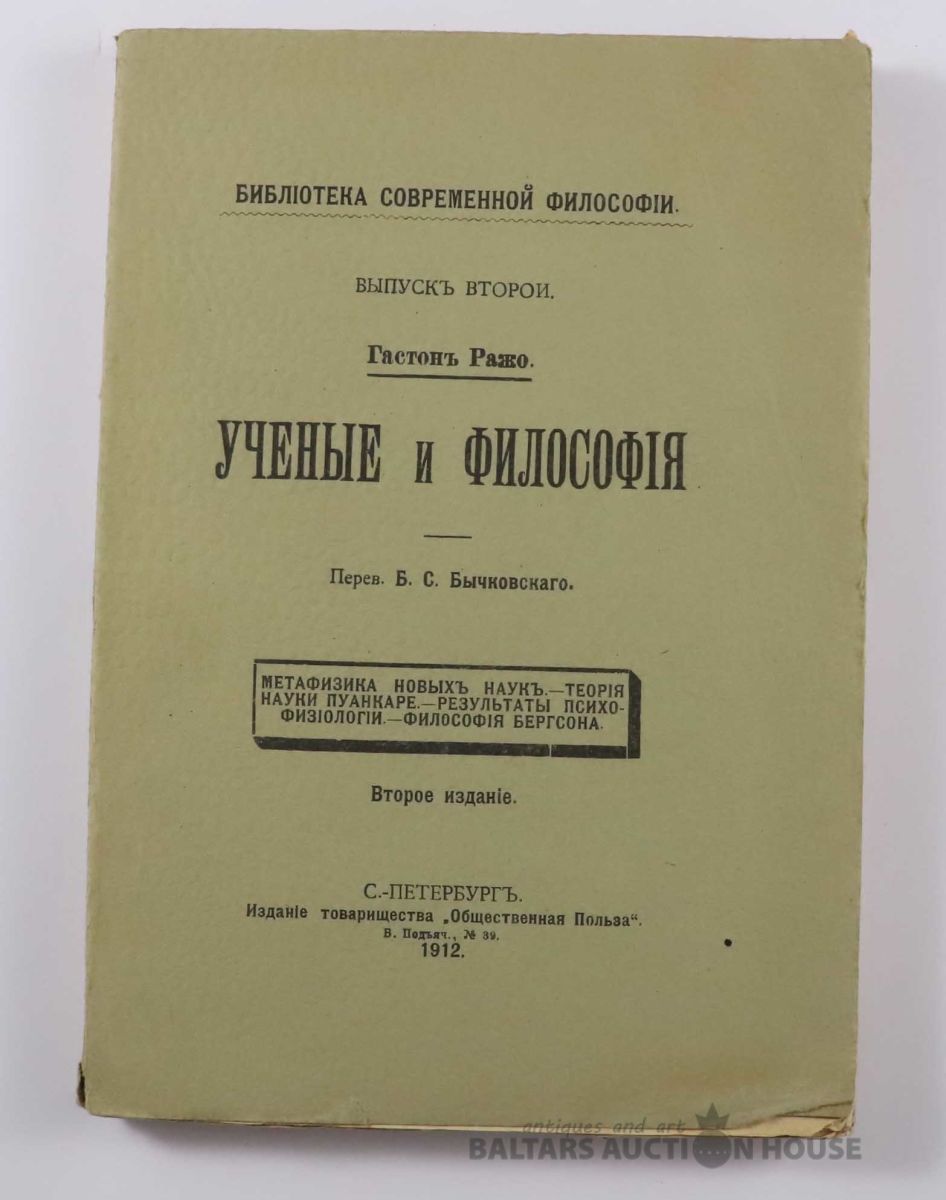 БИБЛІОТЕКА СОВРЕМЕННОЙ ФИЛОСОФІИ.
ВЫПУСКЪ ВТОРОИ.
Гастонъ Ражо.
УЧЕНЫЕ и ФИЛОСОФІЯ
Перев. Б. С. Бычковскаго.
МЕТАФИЗИКА НОВЫХЪ НАУКЪ.—ТЕОРІЯ
НАУКИ ПУАНКАРЕ.—РЕЗУЛЬТАТЫ ПСИХО-
ФИЗІОЛОГІИ.—ФИЛОСОФІЯ БЕРГСОНА.
Второе изданіе.
С.-ПЕТЕРБУРГЪ.
Изданіе товарищества „Общественная Польза“.
В. Подъяч., № 39.
1912.
antiques and art
BALTARS AUCTION HOUSE